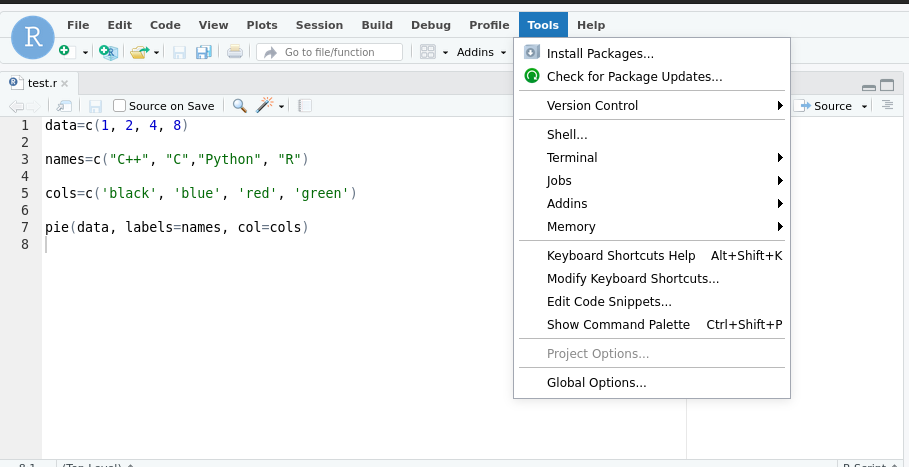 File Edit Code View Plots Session Build Debug Profile Tools Help
R
Go to file/function Addins
Install Packages...
Check for Package Updates...
Version Control
Shell...
Terminal
Jobs
Addins
Memory
Keyboard Shortcuts Help Alt+Shift+K
Modify Keyboard Shortcuts...
Edit Code Snippets...
Show Command Palette Ctrl+Shift+P
Project Options...
Global Options...
test.r
Source on Save Source
1 data=c(1, 2, 4, 8)
2
3 names=c("C++", "C","Python", "R")
4
5 cols=c('black', 'blue', 'red', 'green')
6
7 pie(data, labels=names, col=cols)
8
8:1 (Top Level) R Script